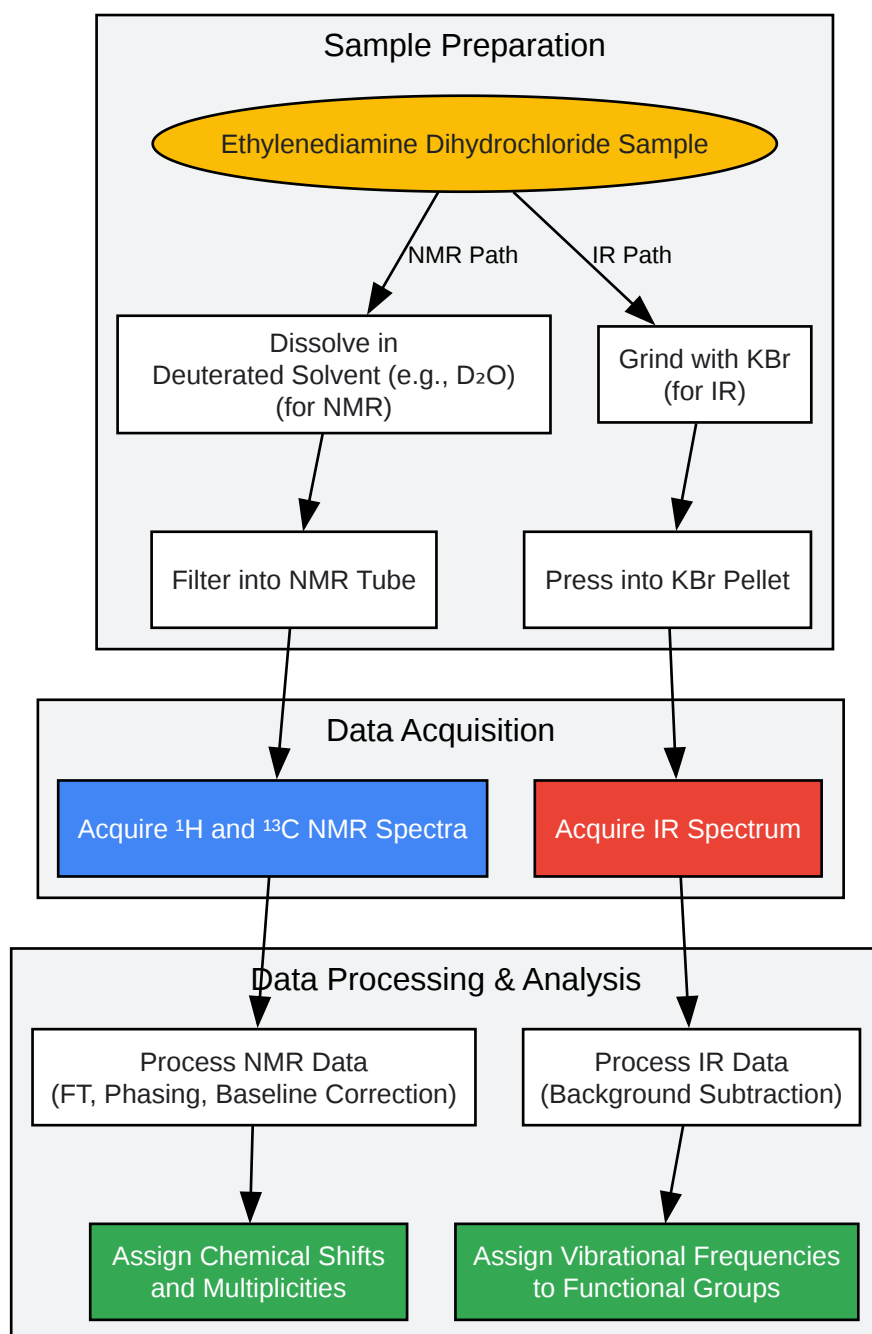 Sample Preparation
Ethylenediamine Dihydrochloride Sample
NMR Path
IR Path
Dissolve in
Deuterated Solvent (e.g., D₂O)
(for NMR)
Grind with KBr
(for IR)
Filter into NMR Tube
Press into KBr Pellet
Data Acquisition
Acquire ¹H and ¹³C NMR Spectra
Acquire IR Spectrum
Data Processing & Analysis
Process NMR Data
(FT, Phasing, Baseline Correction)
Process IR Data
(Background Subtraction)
Assign Chemical Shifts
and Multiplicities
Assign Vibrational Frequencies
to Functional Groups